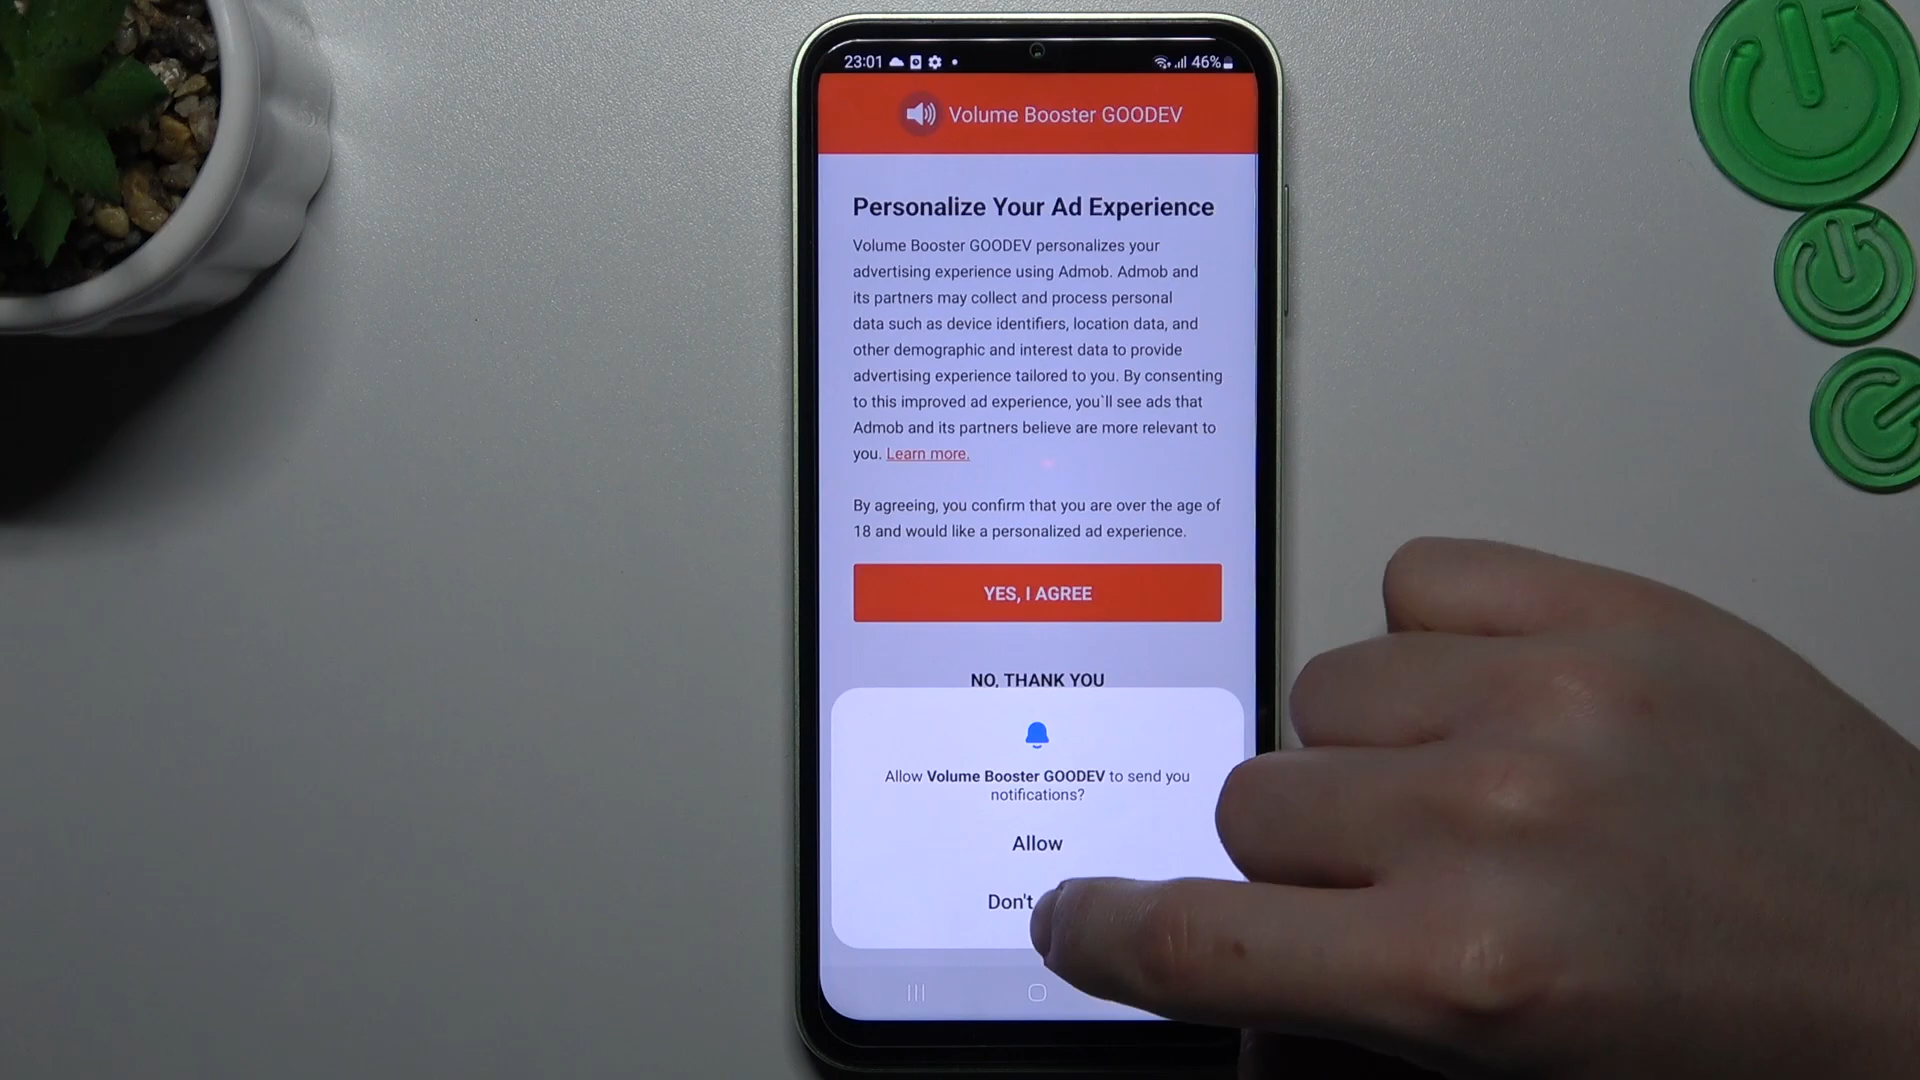 23:01
46%
Volume Booster GOODEV
Personalize Your Ad Experience
Volume Booster GOODEV personalizes your
advertising experience using Admob. Admob and
its partners may collect and process personal
data such as device identifiers, location data, and
other demographic and interest data to provide
advertising experience tailored to you. By consenting
to this improved ad experience, you`ll see ads that
Admob and its partners believe are more relevant to
you. Learn more.
By agreeing, you confirm that you are over the age of
18 and would like a personalized ad experience.
YES, I AGREE
NO, THANK YOU
Allow Volume Booster GOODEV to send you
notifications?
Allow
Don't